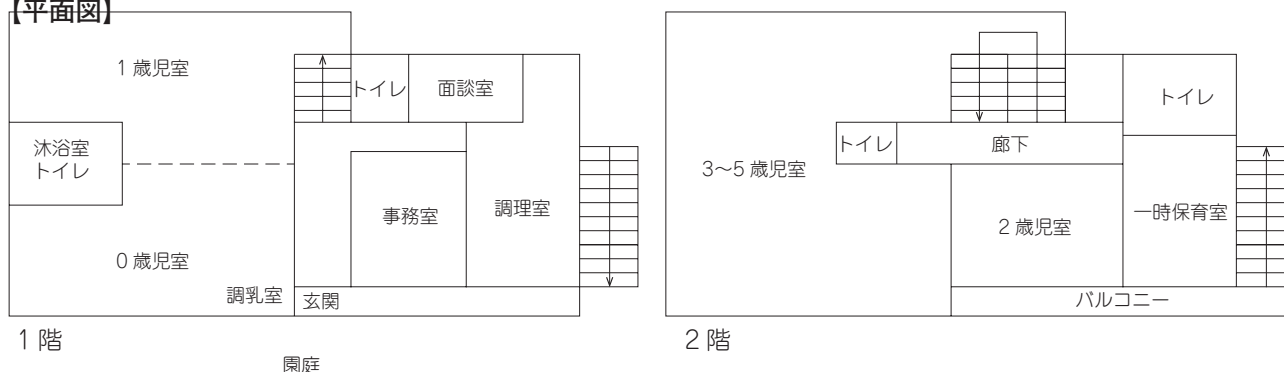 【平面図】
1歳児室
トイレ
面談室
沐浴室
トイレ
事務室
調理室
0歳児室
調乳室
玄関
1階
園庭
トイレ
トイレ
廊下
3〜5歳児室
一時保育室
2歳児室
バルコニー
2階